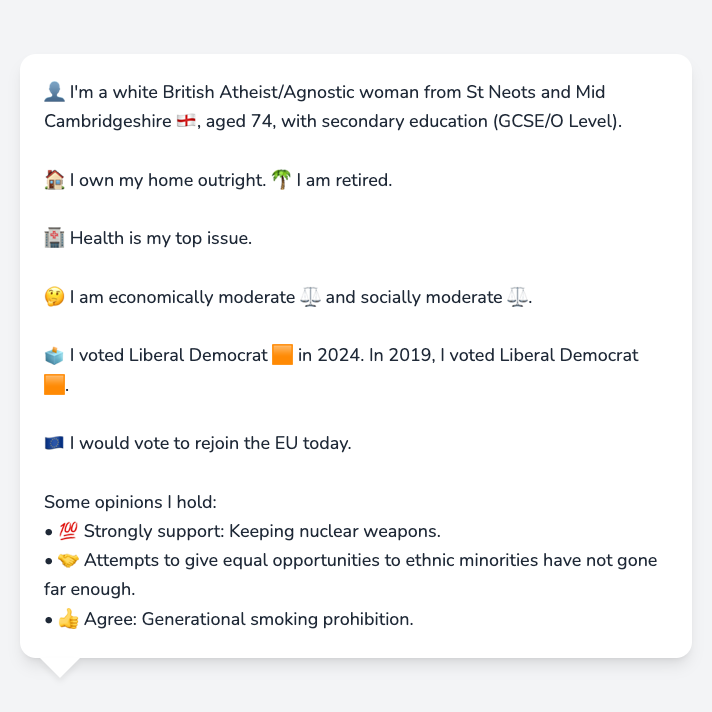 👤 I'm a white British Atheist/Agnostic woman from St Neots and Mid
Cambridgeshire 🏴󠁧󠁢󠁥󠁮󠁧󠁿, aged 74, with secondary education (GCSE/O Level).
🏠 I own my home outright. 🌴 I am retired.
🏥 Health is my top issue.
🤔 I am economically moderate ⚖️ and socially moderate ⚖️.
🗳️ I voted Liberal Democrat 🟧 in 2024. In 2019, I voted Liberal Democrat
🟧.
🇪🇺 I would vote to rejoin the EU today.
Some opinions I hold:
• 💯 Strongly support: Keeping nuclear weapons.
• 🤝 Attempts to give equal opportunities to ethnic minorities have not gone
far enough.
• 👍 Agree: Generational smoking prohibition.